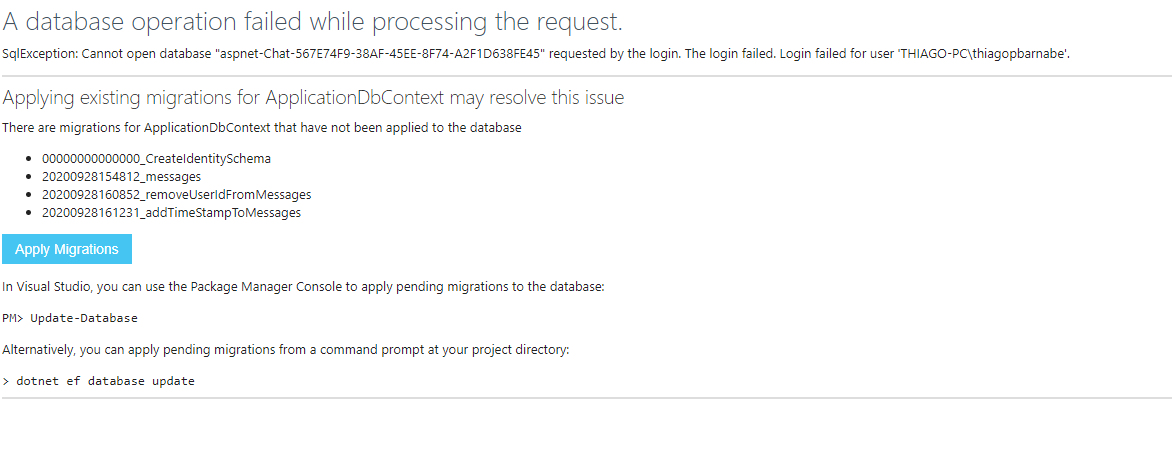 A database operation failed while processing the request.
SqlException: Cannot open database "aspnet-Chat-567E74F9-38AF-45EE-8F74-A2F1D638FE45" requested by the login. The login failed. Login failed for user 'THIAGO-PC\thiagopbarnabe'.
Applying existing migrations for ApplicationDbContext may resolve this issue
There are migrations for ApplicationDbContext that have not been applied to the database
• 00000000000000_CreateIdentitySchema
• 20200928154812_messages
• 20200928160852_removeUserIdFromMessages
• 20200928161231_addTimeStampToMessages
Apply Migrations
In Visual Studio, you can use the Package Manager Console to apply pending migrations to the database:
PM> Update-Database
Alternatively, you can apply pending migrations from a command prompt at your project directory:
> dotnet ef database update